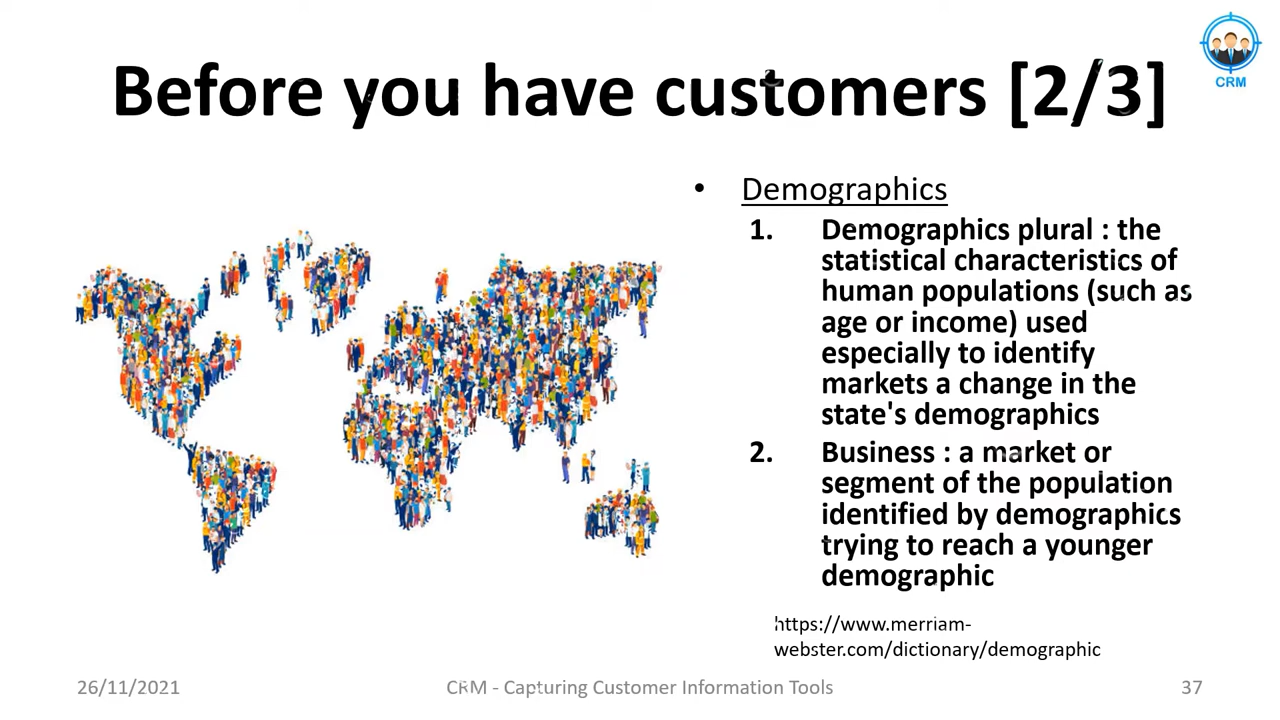 CRM
Before you have customers [2/3]
• Demographics
1. Demographics plural : the
statistical characteristics of
human populations (such as
age or income) used
especially to identify
markets a change in the
state's demographics
2. Business : a market or
segment of the population
identified by demographics
trying to reach a younger
demographic
https://www.merriam-
webster.com/dictionary/demographic
26/11/2021
CRM - Capturing Customer Information Tools
37